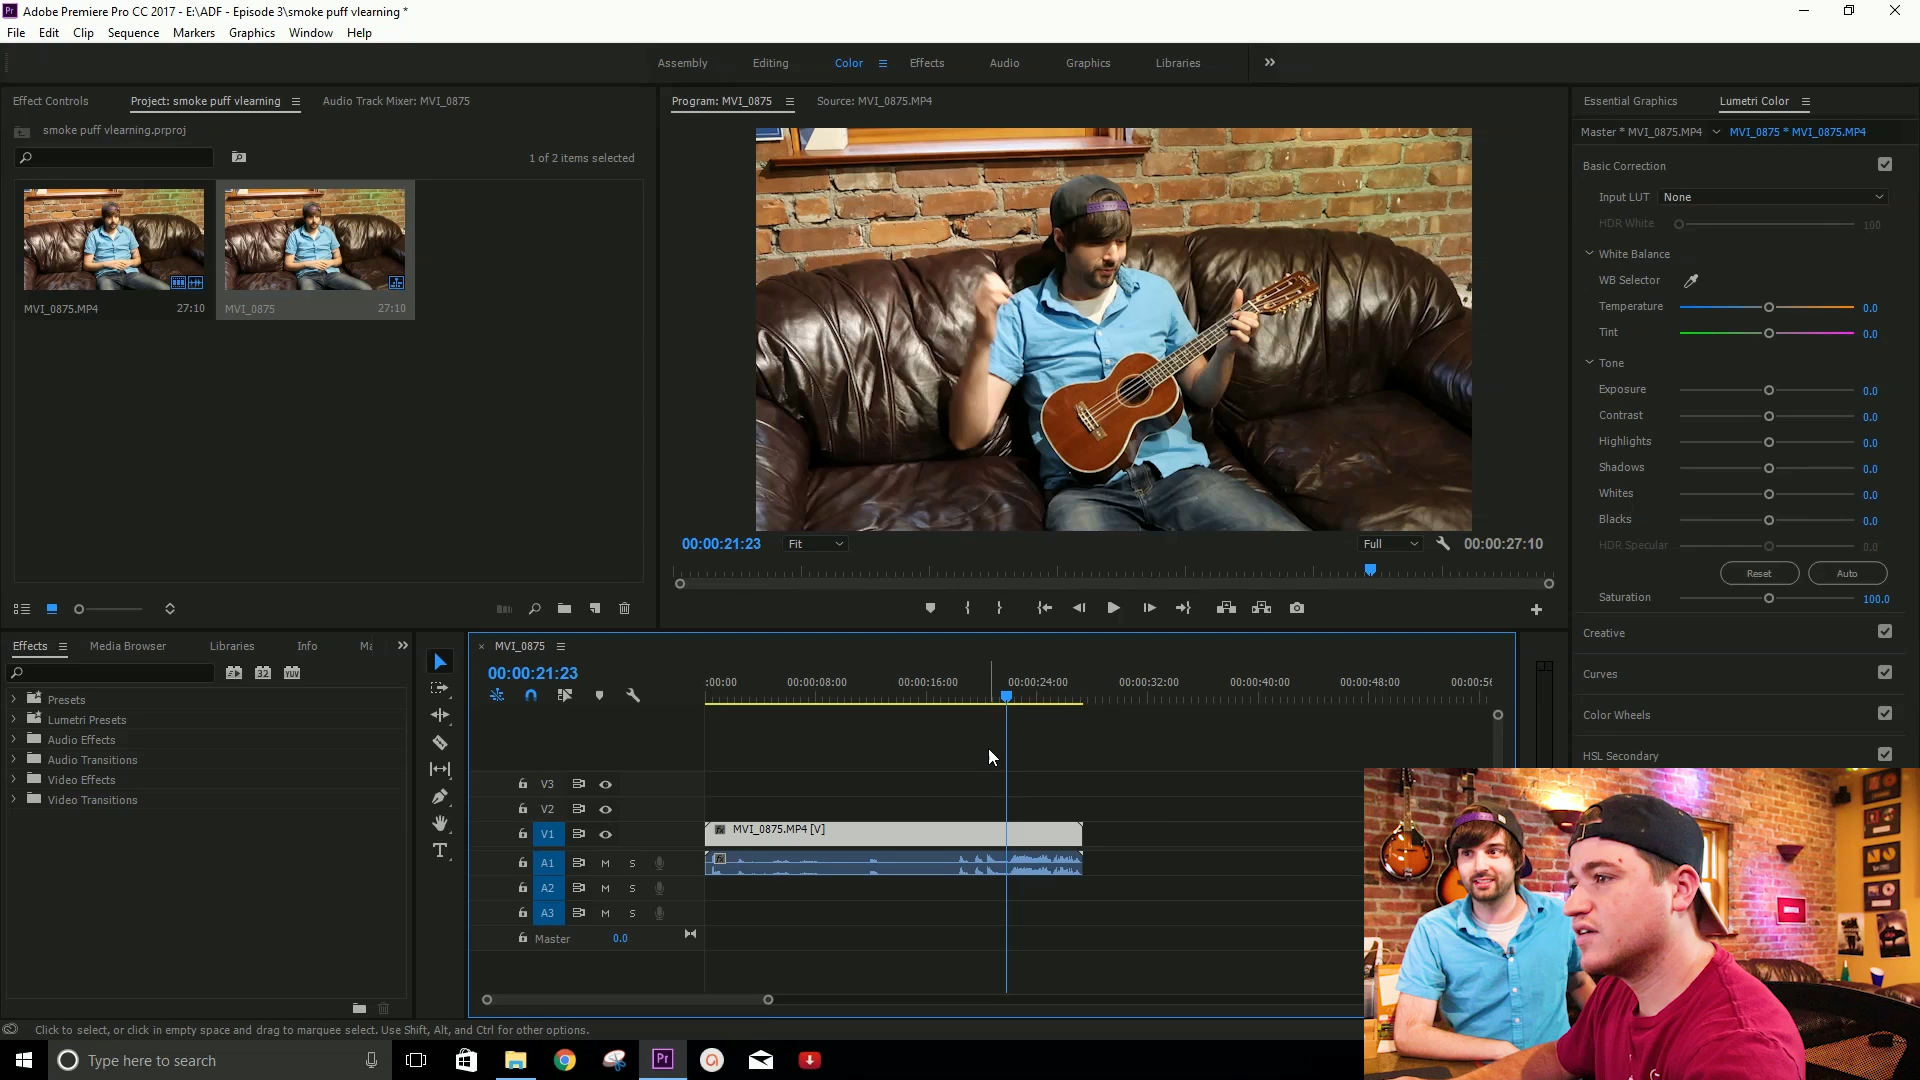 Pr Adobe Premiere Pro CC 2017 - E:\ADF - Episode 3\smoke puff vlearning *
File Edit Clip Sequence Markers Graphics Window Help
Assembly Editing Color Effects Audio Graphics Libraries
Effect Controls Project: smoke puff vlearning Audio Track Mixer: MVI_0875
smoke puff vlearning.prproj
1 of 2 items selected
MVI_0875.MP4 27:10
MVI_0875 27:10
Program: MVI_0875 Source: MVI_0875.MP4
00:00:21:23 Fit Full 00:00:27:10
Essential Graphics Lumetri Color
Master * MVI_0875.MP4 MVI_0875 * MVI_0875.MP4
Basic Correction
Input LUT None
HDR White 100
White Balance
WB Selector
Temperature 0.0
Tint 0.0
Tone
Exposure 0.0
Contrast 0.0
Highlights 0.0
Shadows 0.0
Whites 0.0
Blacks 0.0
HDR Specular 0.0
Reset Auto
Saturation 100.0
Creative
Curves
Color Wheels
HSL Secondary
Effects Media Browser Libraries Info Ma
32 YUV
Presets
Lumetri Presets
Audio Effects
Audio Transitions
Video Effects
Video Transitions
× MVI_0875
00:00:21:23
:00:00 00:00:08:00 00:00:16:00 00:00:24:00 00:00:32:00 00:00:40:00 00:00:48:00 00:00:56
V3
V2
V1 fx MVI_0875.MP4 [V]
A1 M S fx
A2 M S
A3 M S
Master 0.0
Click to select, or click in empty space and drag to marquee select. Use Shift, Alt, and Ctrl for other options.
Type here to search
Pr